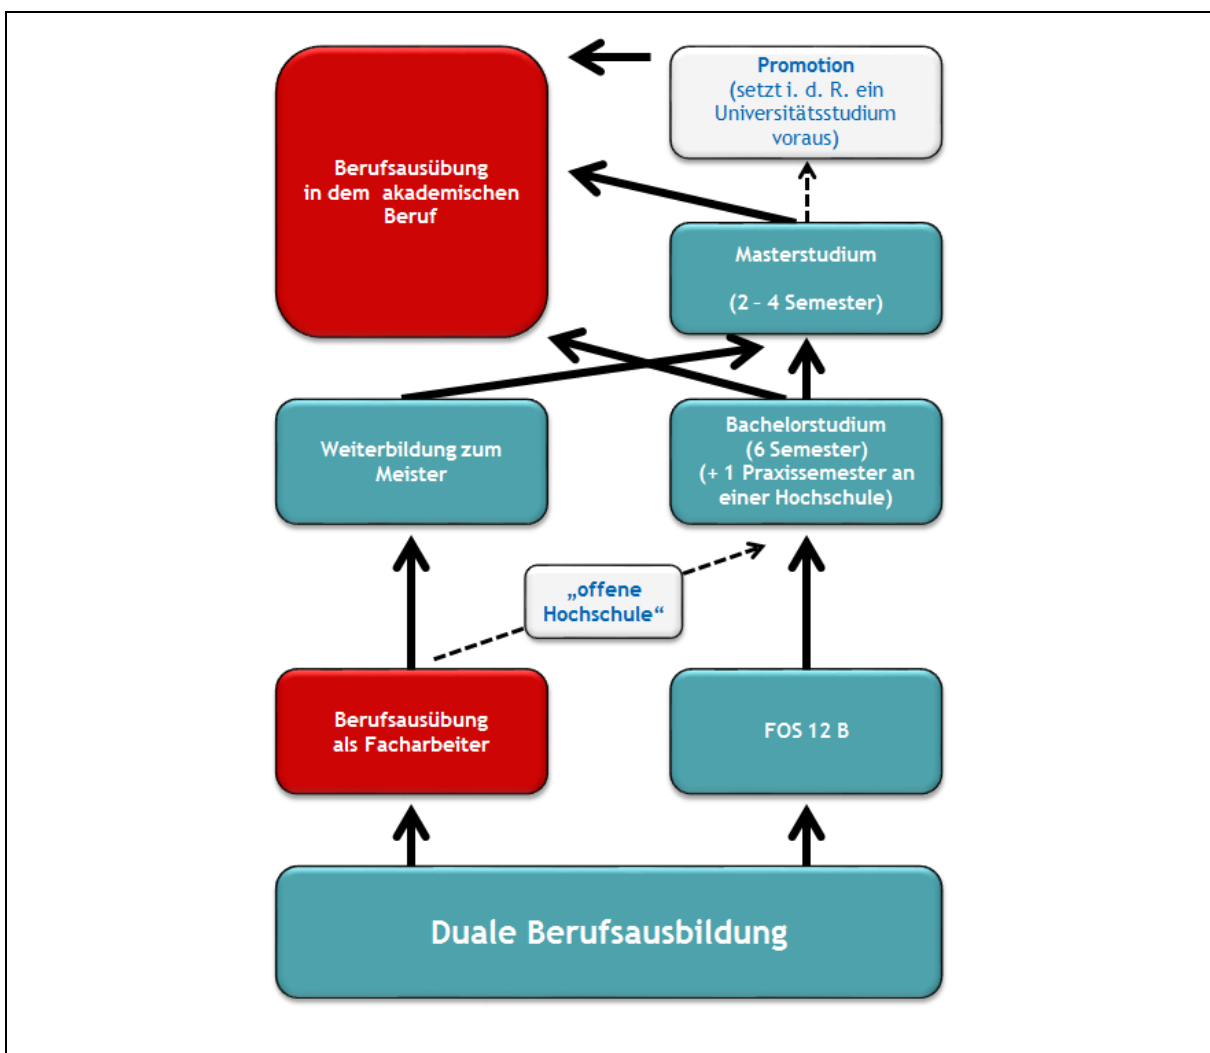 Promotion
(setzt i. d. R. ein
Universitätsstudium
voraus)
Berufsausübung
in dem akademischen
Beruf
Masterstudium
(2 – 4 Semester)
Weiterbildung zum
Meister
Bachelorstudium
(6 Semester)
(+ 1 Praxissemester an
einer Hochschule)
„offene
Hochschule“
Berufsausübung
als Facharbeiter
FOS 12 B
Duale Berufsausbildung